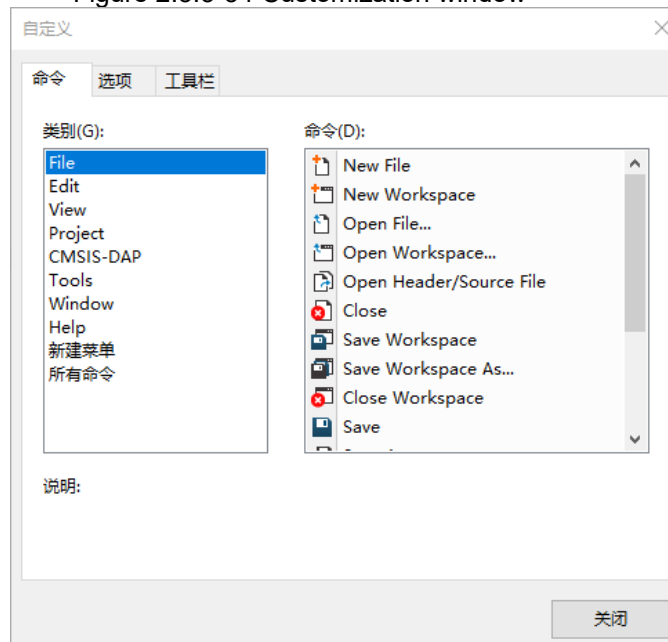 自定义
命令 选项 工具栏
类别(G):
File
Edit
View
Project
CMSIS-DAP
Tools
Window
Help
新建菜单
所有命令
命令(D):
New File
New Workspace
Open File...
Open Workspace...
Open Header/Source File
Close
Save Workspace
Save Workspace As...
Close Workspace
Save
说明:
关闭